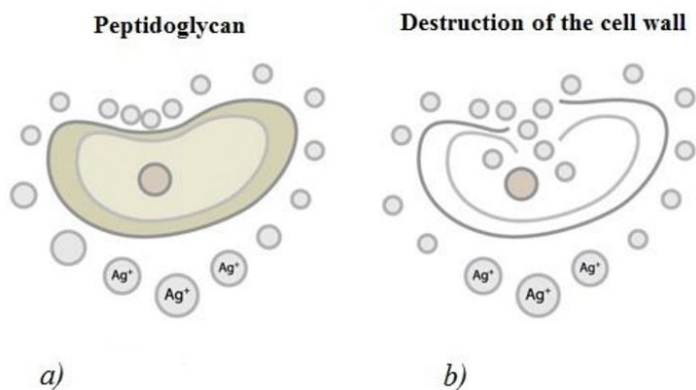 Peptidoglycan
Destruction of the cell wall
Ag⁺
Ag⁺
Ag⁺
Ag⁺
Ag⁺
Ag⁺
a)
b)